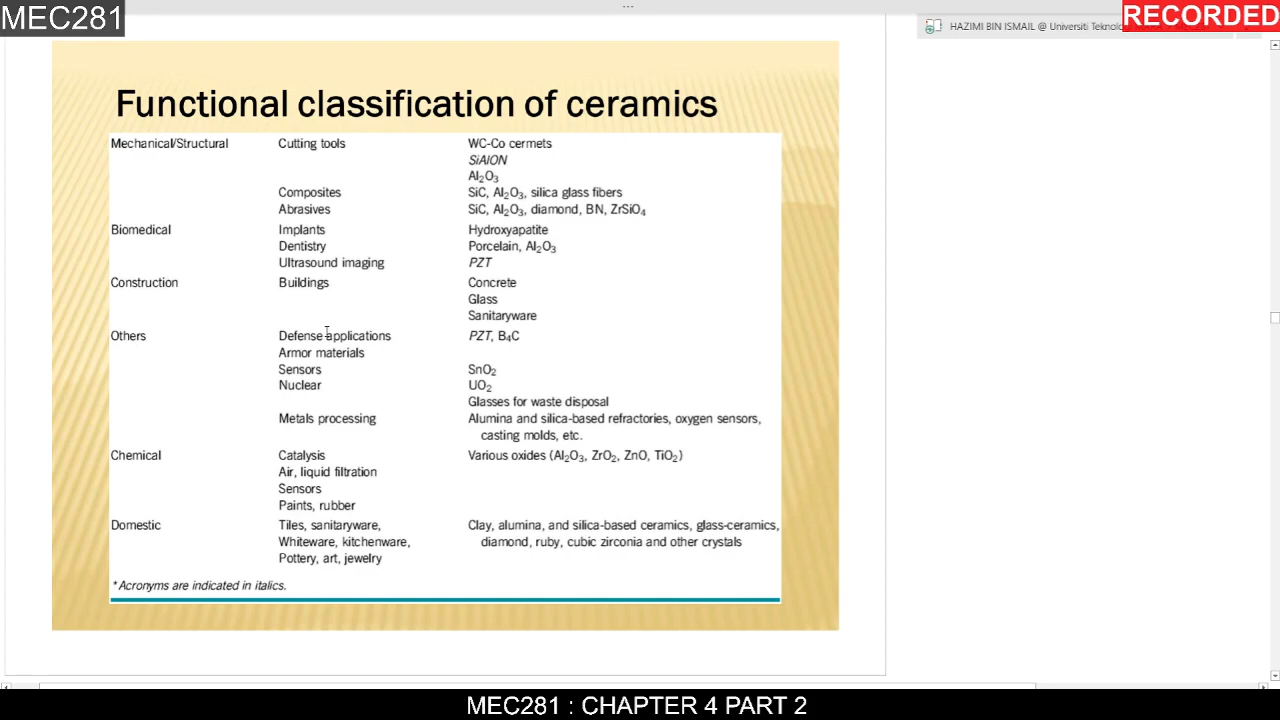 MEC281
RECORDED
HAZIMI BIN ISMAIL @ Universiti Teknolo
Functional classification of ceramics
Mechanical/Structural Cutting tools WC-Co cermets
SiAlON
Al₂O₃
Composites SiC, Al₂O₃, silica glass fibers
Abrasives SiC, Al₂O₃, diamond, BN, ZrSiO₄
Biomedical Implants Hydroxyapatite
Dentistry Porcelain, Al₂O₃
Ultrasound imaging PZT
Construction Buildings Concrete
Glass
Sanitaryware
Others Defense applications PZT, B₄C
Armor materials
Sensors SnO₂
Nuclear UO₂
Glasses for waste disposal
Metals processing Alumina and silica-based refractories, oxygen sensors,
casting molds, etc.
Chemical Catalysis Various oxides (Al₂O₃, ZrO₂, ZnO, TiO₂)
Air, liquid filtration
Sensors
Paints, rubber
Domestic Tiles, sanitaryware, Clay, alumina, and silica-based ceramics, glass-ceramics,
Whiteware, kitchenware, diamond, ruby, cubic zirconia and other crystals
Pottery, art, jewelry
*Acronyms are indicated in italics.
MEC281 : CHAPTER 4 PART 2